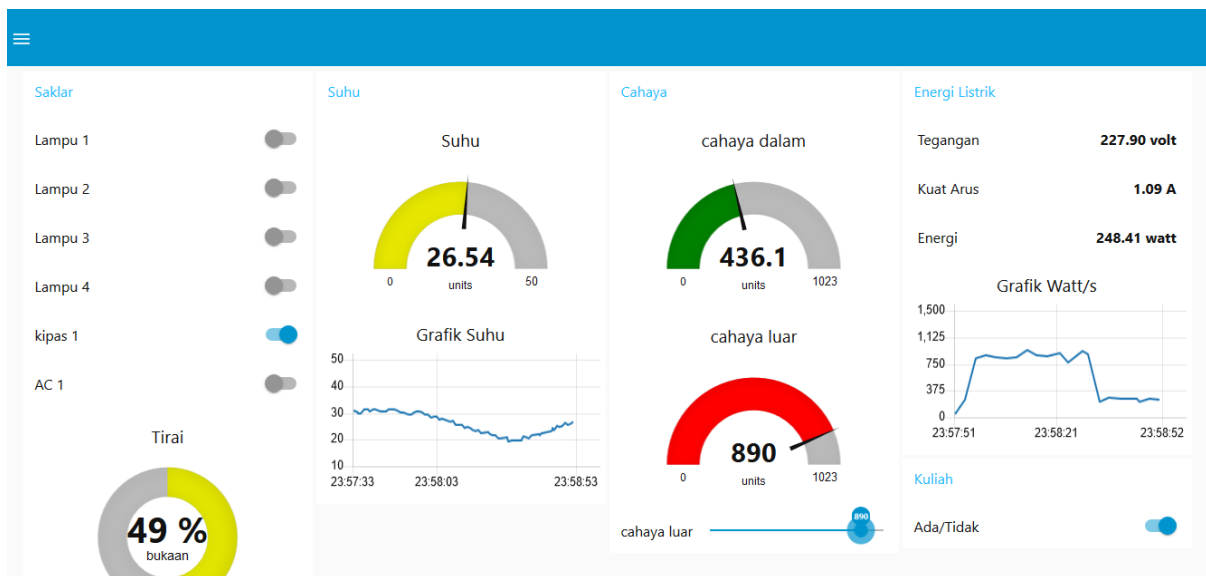 Saklar
Lampu 1
Lampu 2
Lampu 3
Lampu 4
kipas 1
AC 1
Tirai
49 %
bukaan
Suhu
Suhu
26.54
0 units 50
Grafik Suhu
50
40
30
20
10
23:57:33 23:58:03 23:58:53
Cahaya
cahaya dalam
436.1
0 units 1023
cahaya luar
890
0 units 1023
890
cahaya luar
Energi Listrik
Tegangan 227.90 volt
Kuat Arus 1.09 A
Energi 248.41 watt
Grafik Watt/s
1,500
1,125
750
375
0
23:57:51 23:58:21 23:58:52
Kuliah
Ada/Tidak